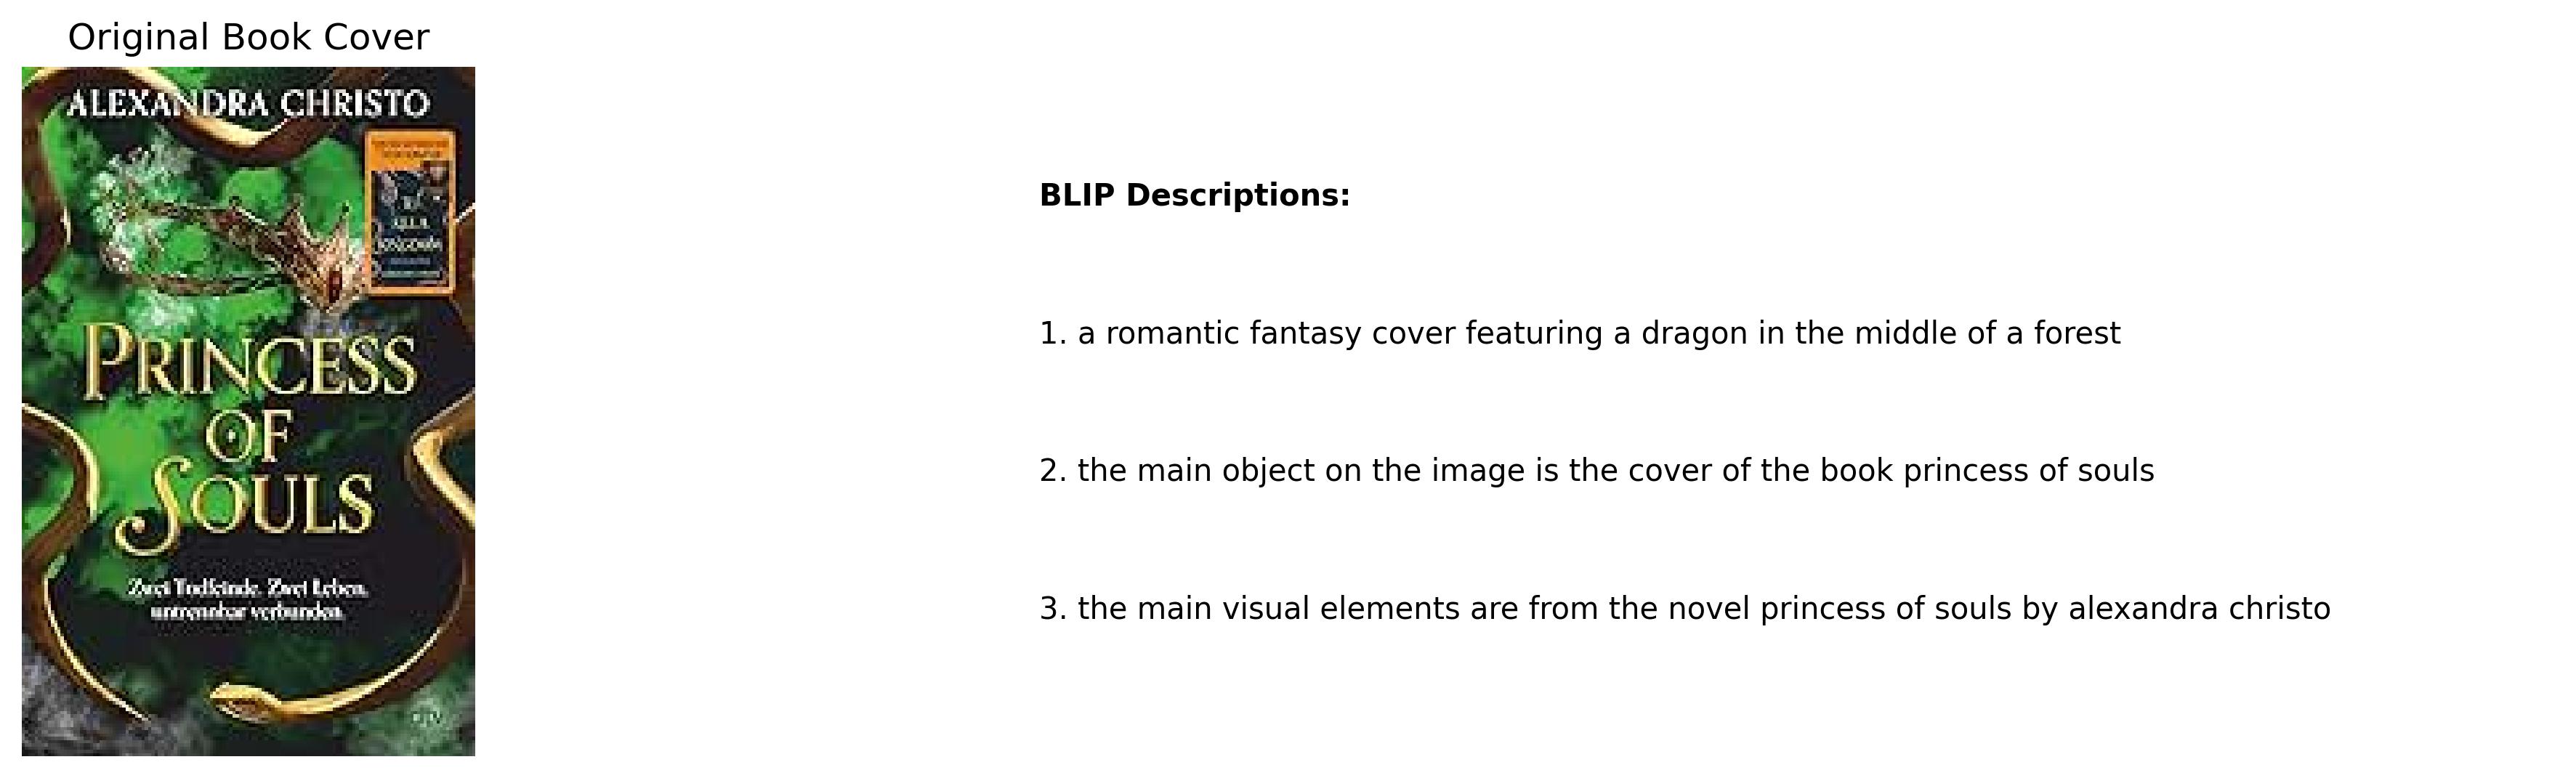 Original Book Cover
ALEXANDRA CHRISTO
KINGDOM
PRINCESS
OF
SOULS
Zwei Todfeinde. Zwei Leben.
untrennbar verbunden.
BLIP Descriptions:
1. a romantic fantasy cover featuring a dragon in the middle of a forest
2. the main object on the image is the cover of the book princess of souls
3. the main visual elements are from the novel princess of souls by alexandra christo